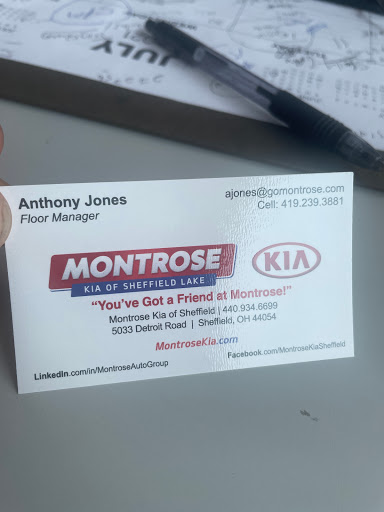 JULY
Anthony Jones
Floor Manager
ajones@gomontrose.com
Cell: 419.239.3881
MONTROSE
KIA OF SHEFFIELD LAKE
KIA
“You’ve Got a Friend at Montrose!”
Montrose Kia of Sheffield | 440.934.6699
5033 Detroit Road | Sheffield, OH 44054
MontroseKia.com
LinkedIn.com/in/MontroseAutoGroup
Facebook.com/MontroseKiaSheffield